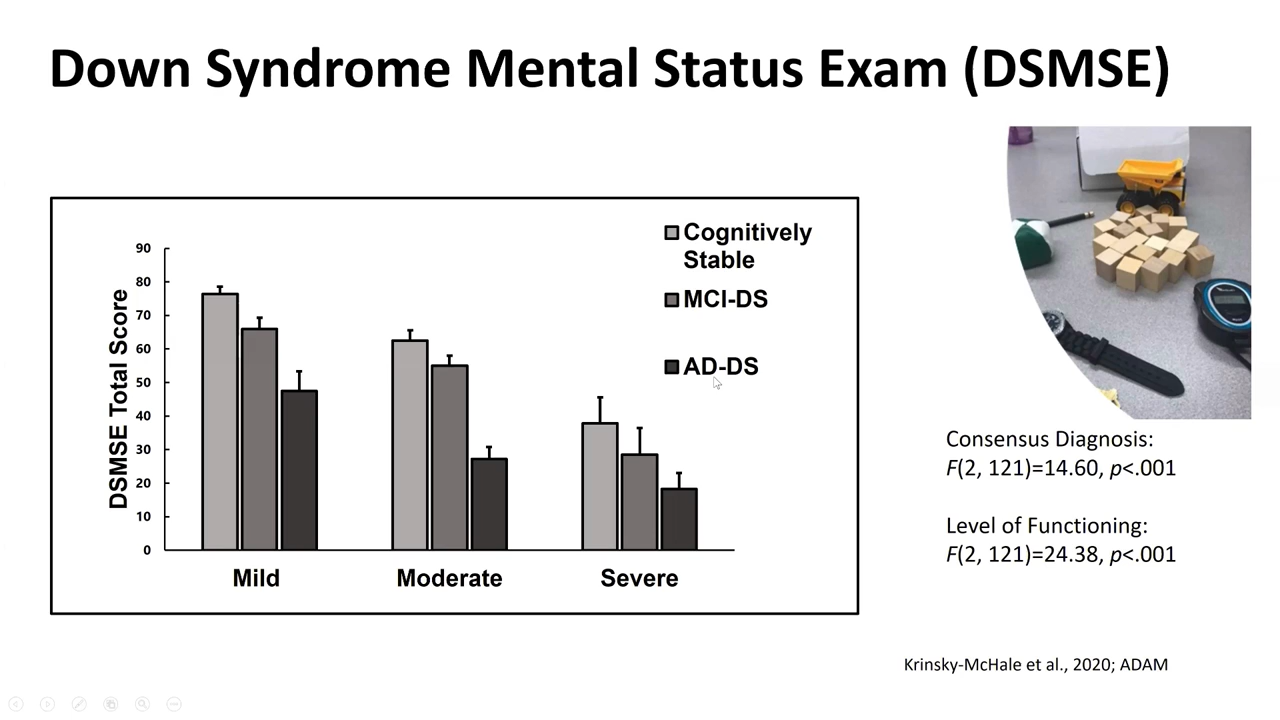 Down Syndrome Mental Status Exam (DSMSE)
DSMSE Total Score
90
80
70
60
50
40
30
20
10
0
Mild
Moderate
Severe
Cognitively
Stable
MCI-DS
AD-DS
Consensus Diagnosis:
F(2, 121)=14.60, p<.001
Level of Functioning:
F(2, 121)=24.38, p<.001
Krinsky-McHale et al., 2020; ADAM